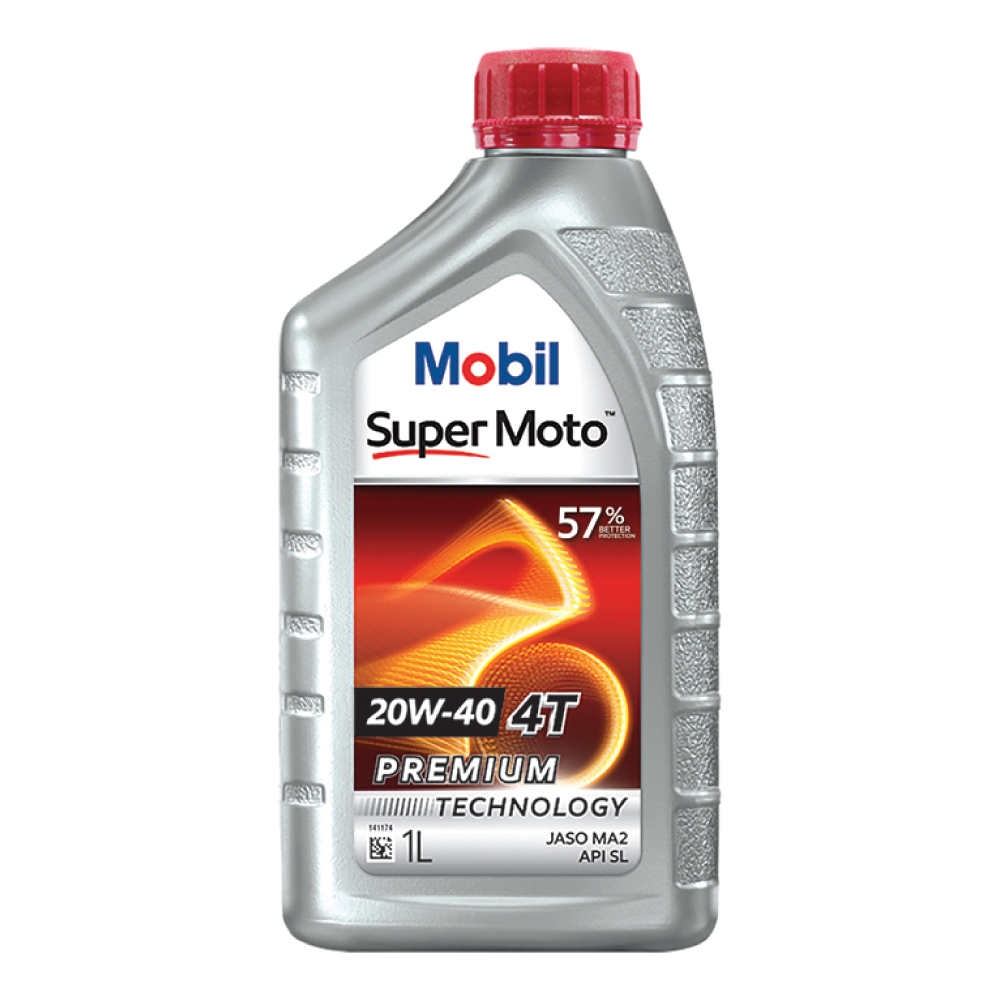 Mobil
Super Moto™
57% BETTER PROTECTION
20W-40 4T
PREMIUM
TECHNOLOGY
141174
1L
JASO MA2
API SL